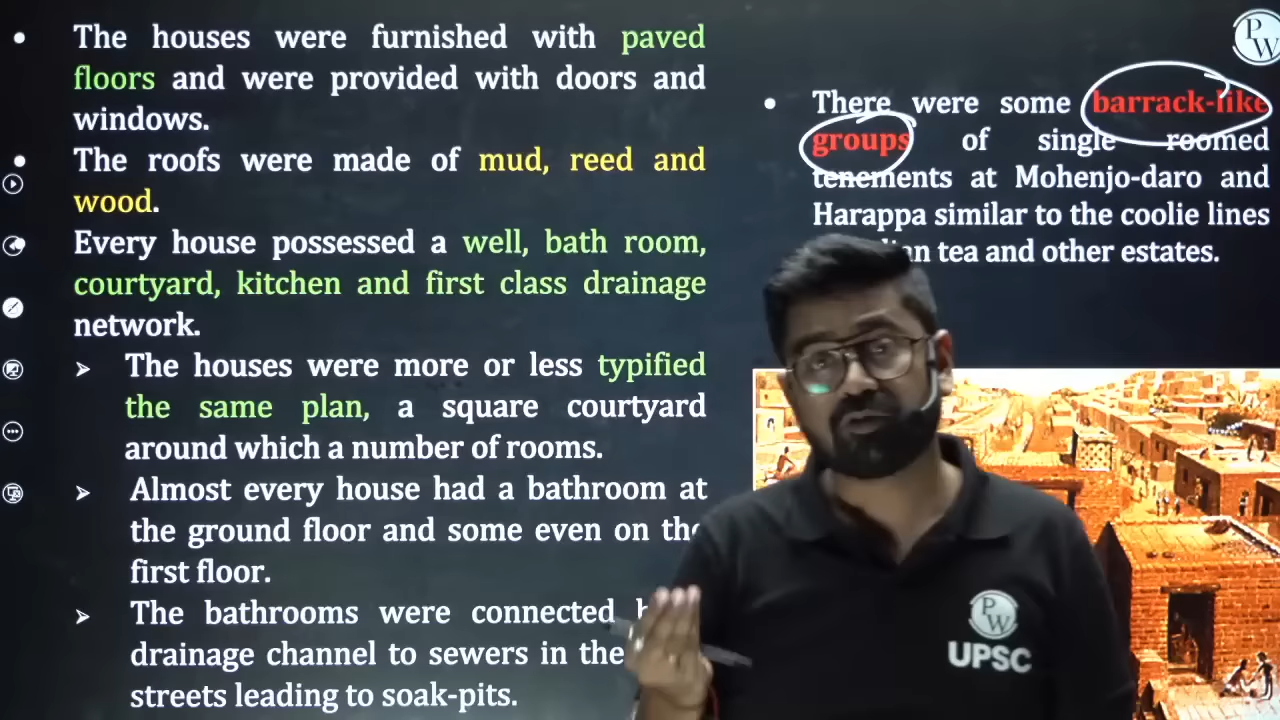 The houses were furnished with paved
floors and were provided with doors and
windows.
The roofs were made of mud, reed and
wood.
Every house possessed a well, bath room,
courtyard, kitchen and first class drainage
network.
The houses were more or less typified
the same plan, a square courtyard
around which a number of rooms.
Almost every house had a bathroom at
the ground floor and some even on the
first floor.
The bathrooms were connected
drainage channel to sewers in the
streets leading to soak-pits.
PW
There were some barrack-like
groups of single roomed
tenements at Mohenjo-daro and
Harappa similar to the coolie lines
tea and other estates.
PW
UPSC